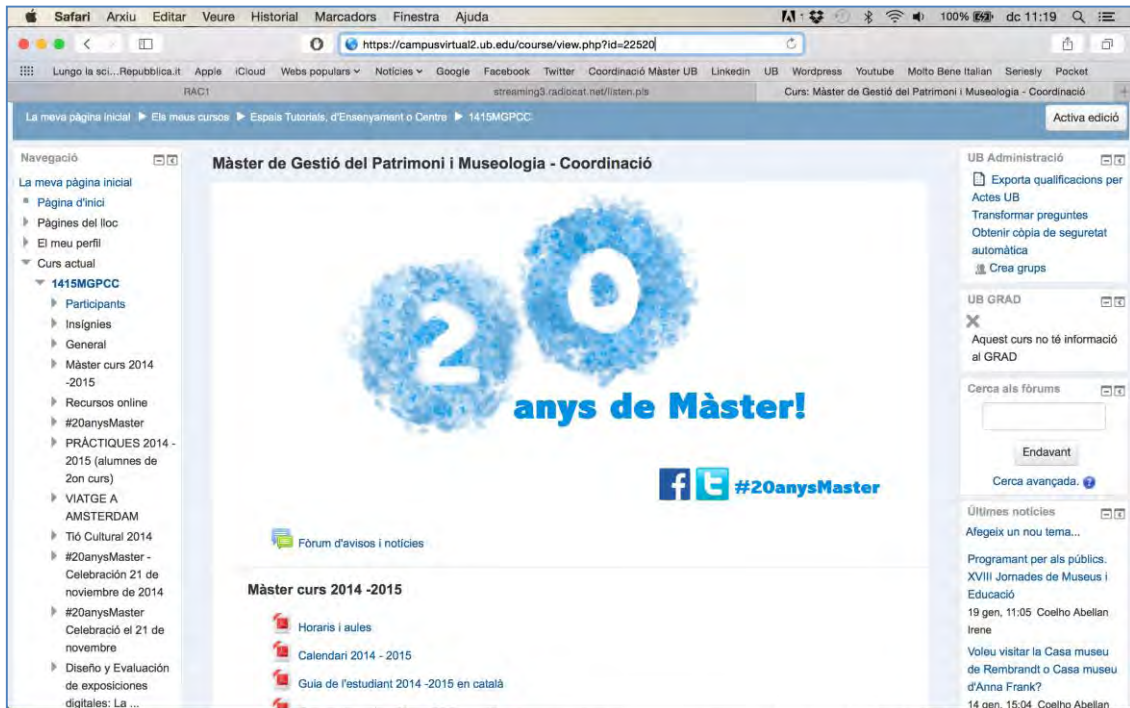 Safari Arxiu Editar Veure Historial Marcadors Finestra Ajuda
100% dc 11:19
https://campusvirtual2.ub.edu/course/view.php?id=22520
Lungo la sci...Repubblica.it Apple iCloud Webs populars Notícies Google Facebook Twitter Coordinació Màster UB Linkedin UB Wordpress Youtube Molto Bene Italian Seriesly Pocket
RAC1 streaming3.radiocat.net/listen.pls Curs: Màster de Gestió del Patrimoni i Museologia - Coordinació
La meva pàgina inicial Els meus cursos Espais Tutorials, d'Ensenyament o Centre 1415MGPCC
Activa edició
Navegació
La meva pàgina inicial
Pàgina d'inici
Pàgines del lloc
El meu perfil
Curs actual
1415MGPCC
Participants
Insígnies
General
Màster curs 2014
-2015
Recursos online
#20anysMaster
PRÀCTIQUES 2014 -
2015 (alumnes de
2on curs)
VIATGE A
AMSTERDAM
Tió Cultural 2014
#20anysMaster -
Celebración 21 de
noviembre de 2014
#20anysMaster
Celebració el 21 de
novembre
Diseño y Evaluación
de exposiciones
digitales: La ...
Màster de Gestió del Patrimoni i Museologia - Coordinació
20
anys de Màster!
#20anysMaster
Fòrum d'avisos i notícies
Màster curs 2014 -2015
Horaris i aules
Calendari 2014 - 2015
Guia de l'estudiant 2014 -2015 en català
UB Administració
Exporta qualificacions per
Actes UB
Transformar preguntes
Obtenir còpia de seguretat
automàtica
Crea grups
UB GRAD
Aquest curs no té informació
al GRAD
Cerca als fòrums
Endavant
Cerca avançada.
Últimes notícies
Afegeix un nou tema...
Programant per als públics.
XVIII Jornades de Museus i
Educació
19 gen, 11:05 Coelho Abellan
Irene
Voleu visitar la Casa museu
de Rembrandt o Casa museu
d'Anna Frank?
14 gen, 15:04 Coelho Abellan